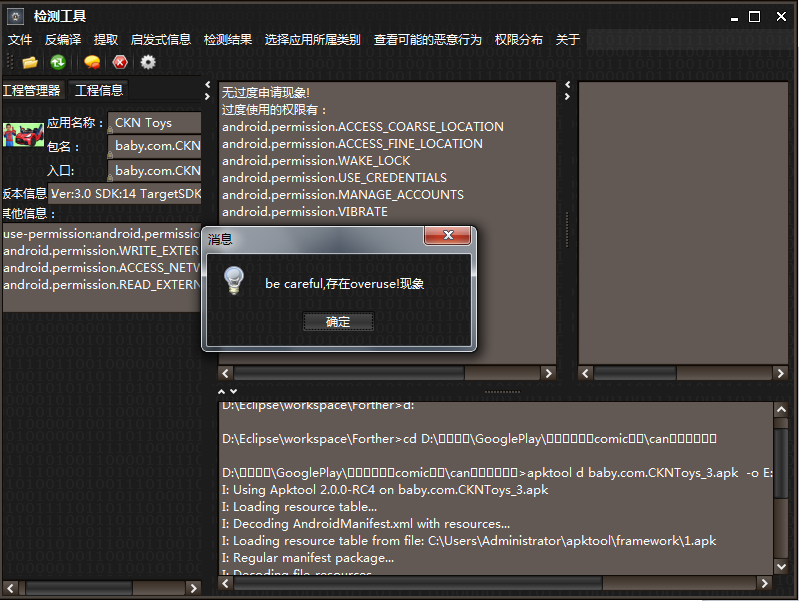 检测工具
文件 反编译 提取 启发式信息 检测结果 选择应用所属类别 查看可能的恶意行为 权限分布 关于
工程管理器 工程信息
应用名称： CKN Toys
包名： baby.com.CKN
入口: baby.com.CKN
版本信息 Ver:3.0 SDK:14 TargetSDK
其他信息：
use-permission:android.permissio
android.permission.WRITE_EXTER
android.permission.ACCESS_NETW
android.permission.READ_EXTERN
无过度申请现象!
过度使用的权限有：
android.permission.ACCESS_COARSE_LOCATION
android.permission.ACCESS_FINE_LOCATION
android.permission.WAKE_LOCK
android.permission.USE_CREDENTIALS
android.permission.MANAGE_ACCOUNTS
android.permission.VIBRATE
消息
be careful,存在overuse!现象
确定
D:\Eclipse\workspace\Forther>d:
D:\Eclipse\workspace\Forther>cd D:\□□□□\GooglePlay\□□□□□□comic□□\can□□□□□□
D:\□□□□\GooglePlay\□□□□□□comic□□\can□□□□□□>apktool d baby.com.CKNToys_3.apk -o E:
I: Using Apktool 2.0.0-RC4 on baby.com.CKNToys_3.apk
I: Loading resource table...
I: Decoding AndroidManifest.xml with resources...
I: Loading resource table from file: C:\Users\Administrator\apktool\framework\1.apk
I: Regular manifest package...
I: Decoding file-resources...